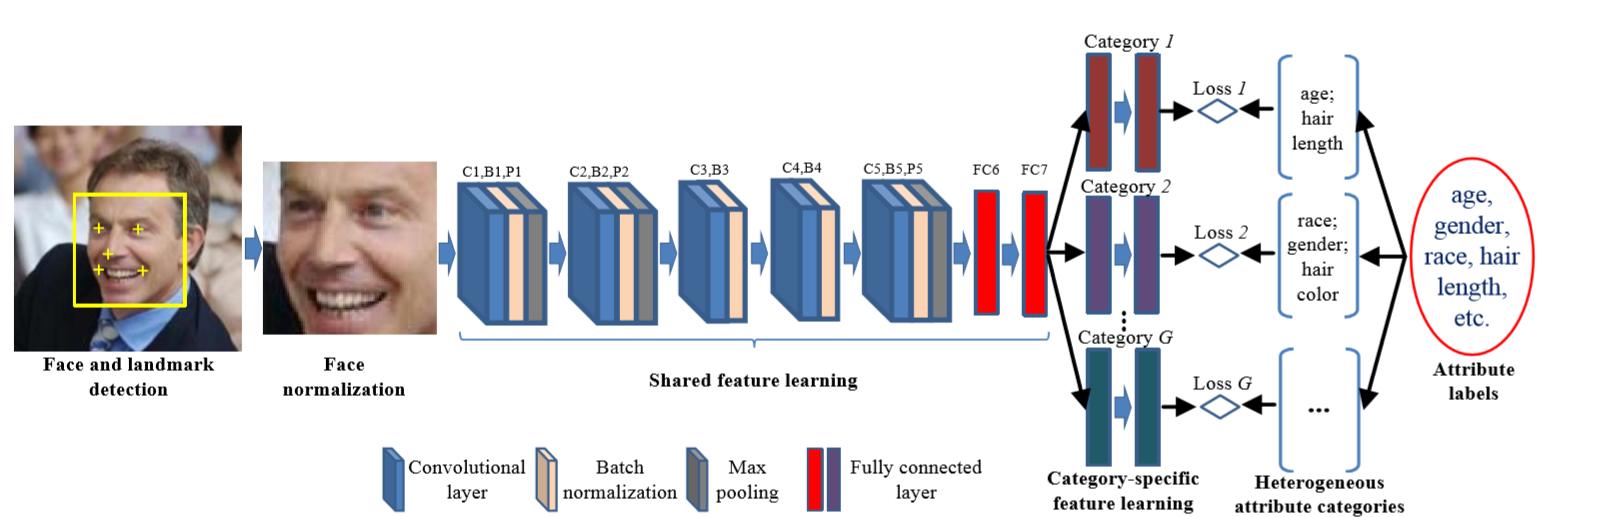 Category 1
Loss 1
age;
hair
length
C1,B1,P1
C2,B2,P2
C3,B3
C4,B4
C5,B5,P5
FC6
FC7
Category 2
Loss 2
race;
gender;
hair
color
age,
gender,
race, hair
length,
etc.
Category G
Loss G
...
Face and landmark
detection
Face
normalization
Shared feature learning
Attribute
labels
Convolutional
layer
Batch
normalization
Max
pooling
Fully connected
layer
Category-specific
feature learning
Heterogeneous
attribute categories